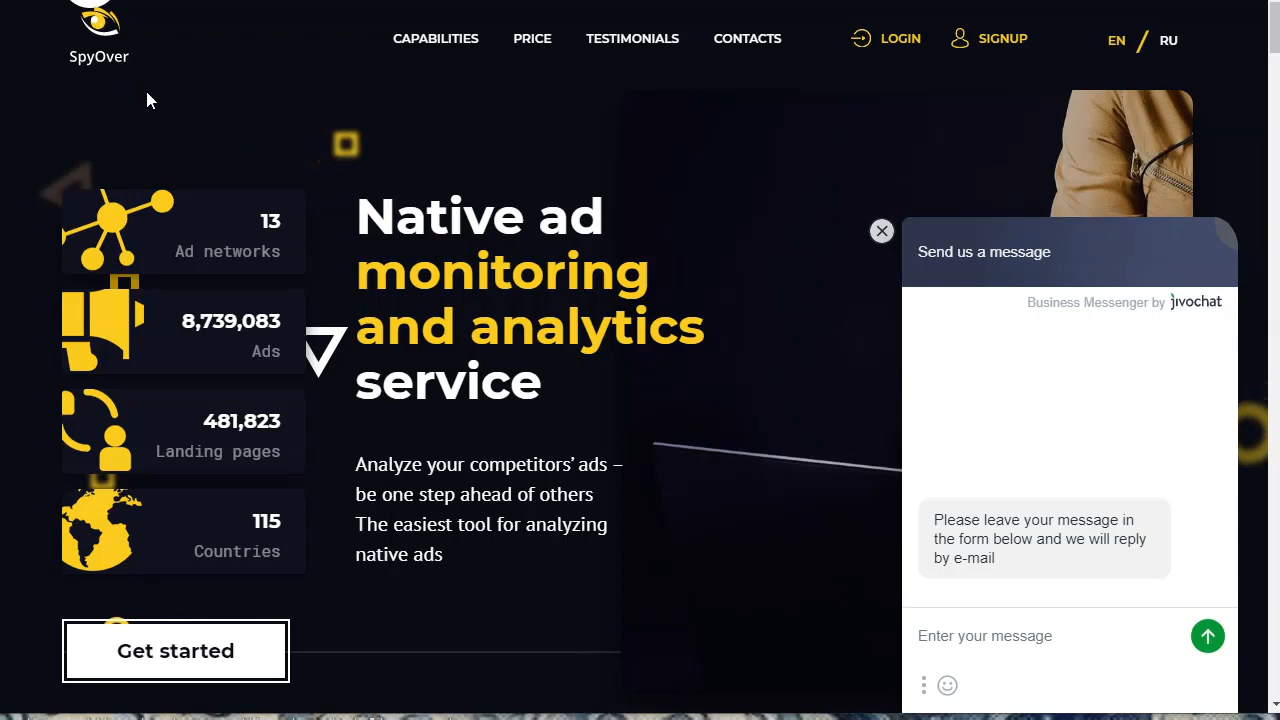 SpyOver
CAPABILITIES
PRICE
TESTIMONIALS
CONTACTS
LOGIN
SIGNUP
EN / RU
13
Ad networks
8,739,083
Ads
481,823
Landing pages
115
Countries
Get started
Native ad
monitoring
and analytics
service
Analyze your competitors' ads –
be one step ahead of others
The easiest tool for analyzing
native ads
Send us a message
Business Messenger by jivochat
Please leave your message in
the form below and we will reply
by e-mail
Enter your message